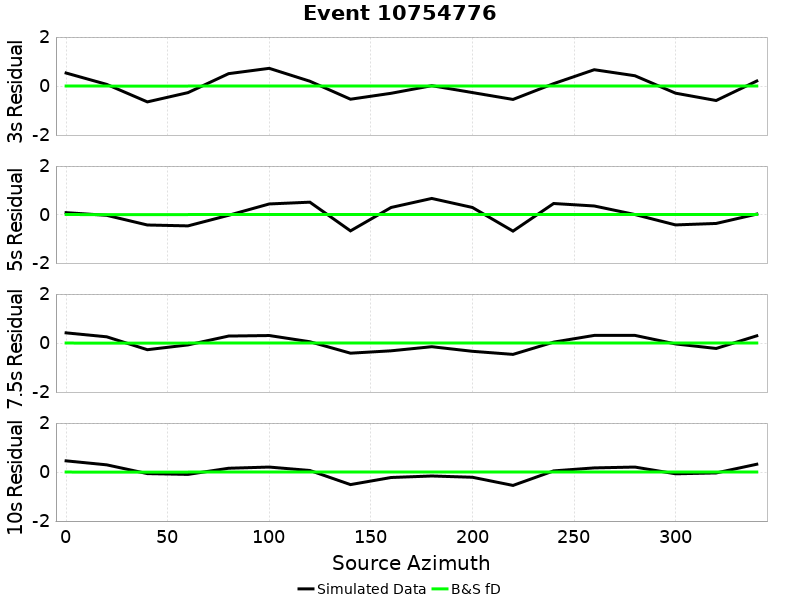 Event 10754776
3s Residual
2
0
-2
5s Residual
2
0
-2
7.5s Residual
2
0
-2
10s Residual
2
0
-2
0 50 100 150 200 250 300
Source Azimuth
Simulated Data B&S fD